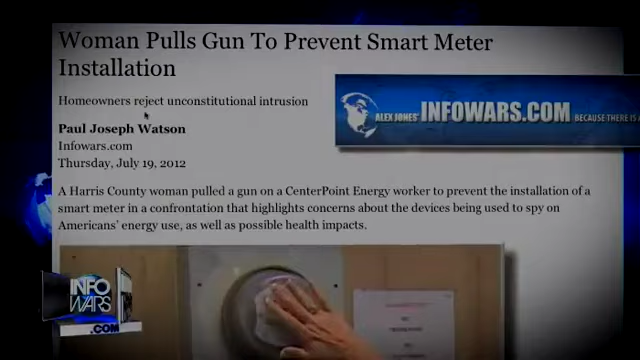 Woman Pulls Gun To Prevent Smart Meter
Installation
Homeowners reject unconstitutional intrusion
Paul Joseph Watson
Infowars.com
Thursday, July 19, 2012
ALEX JONES' INFOWARS.COM BECAUSE THERE IS
A Harris County woman pulled a gun on a CenterPoint Energy worker to prevent the installation of a
smart meter in a confrontation that highlights concerns about the devices being used to spy on
Americans' energy use, as well as possible health impacts.
INFO
WARS
.COM